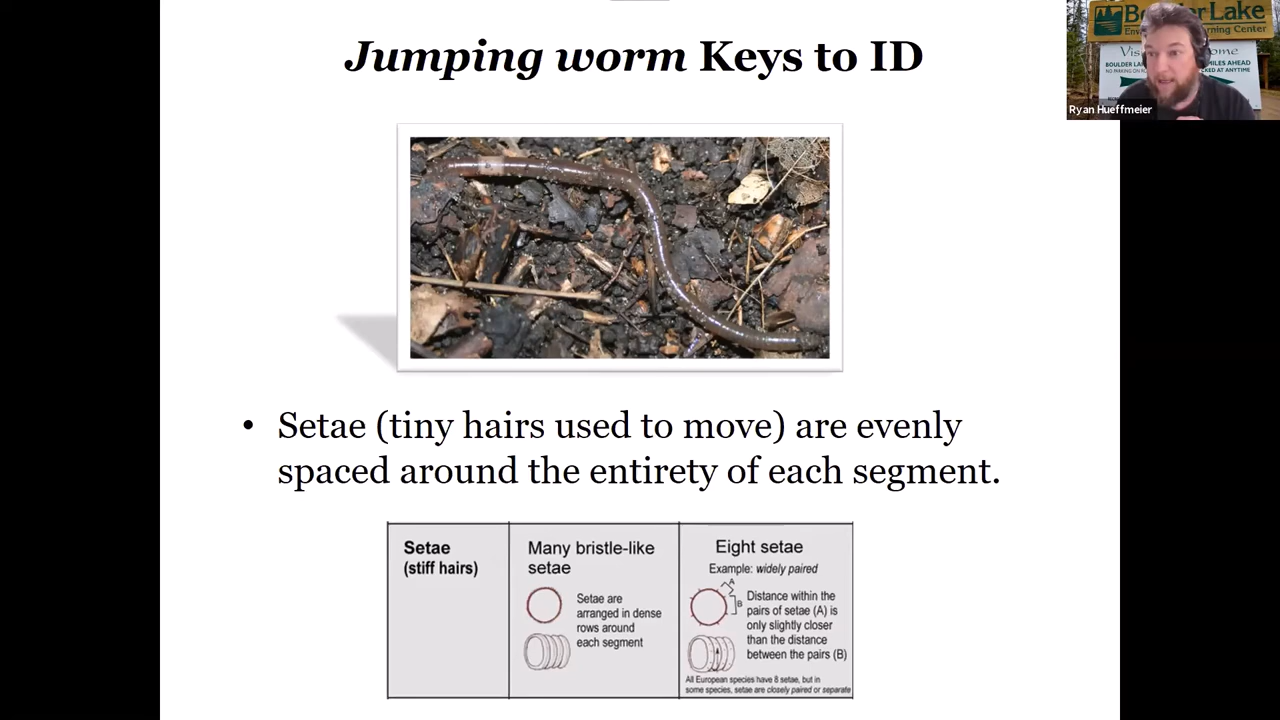 Jumping worm Keys to ID
Boulder Lake
Ryan Hueffmeier
• Setae (tiny hairs used to move) are evenly
spaced around the entirety of each segment.
Setae
(stiff hairs)
Many bristle-like
setae
Setae are
arranged in dense
rows around
each segment
Eight setae
Example: widely paired
A
B
Distance within the
pairs of setae (A) is
only slightly closer
than the distance
between the pairs (B)
All European species have 8 setae, but in
some species, setae are closely paired or separate